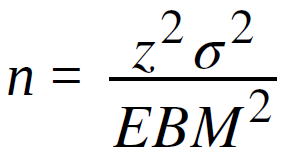 n = z²σ² / EBM²